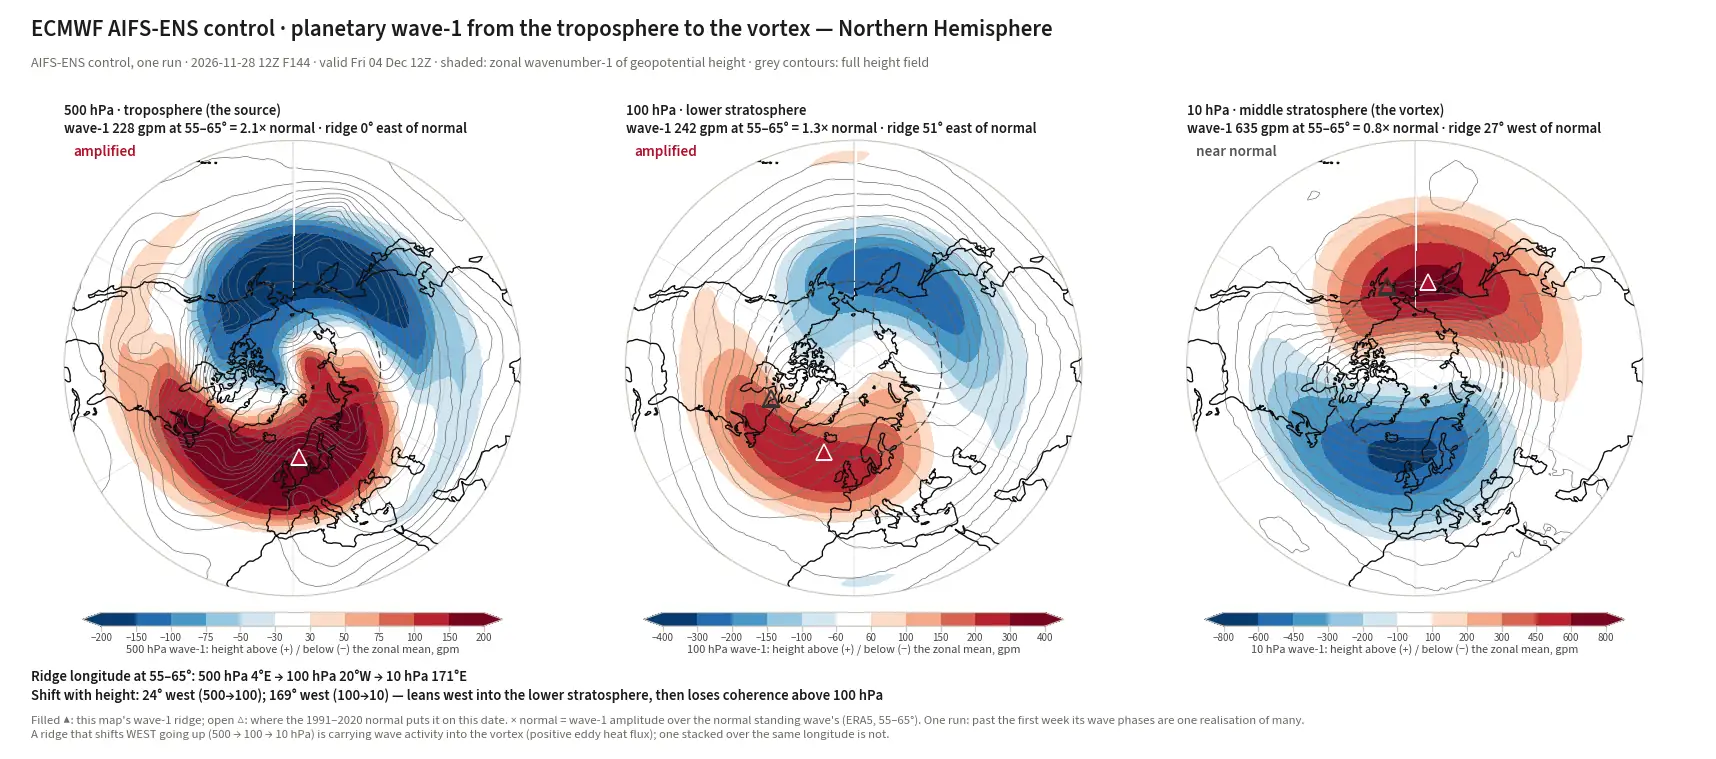 ECMWF AIFS-ENS control · planetary wave-1 from the troposphere to the vortex — Northern Hemisphere
AIFS-ENS control, one run · 2026-11-28 12Z F144 · valid Fri 04 Dec 12Z · shaded: zonal wavenumber-1 of geopotential height · grey contours: full height field
500 hPa · troposphere (the source)
wave-1 228 gpm at 55–65° = 2.1× normal · ridge 0° east of normal
amplified
100 hPa · lower stratosphere
wave-1 242 gpm at 55–65° = 1.3× normal · ridge 51° east of normal
amplified
10 hPa · middle stratosphere (the vortex)
wave-1 635 gpm at 55–65° = 0.8× normal · ridge 27° west of normal
near normal
−200 −150 −100 −75 −50 −30 30 50 75 100 150 200
500 hPa wave-1: height above (+) / below (−) the zonal mean, gpm
−400 −300 −200 −150 −100 −60 60 100 150 200 300 400
100 hPa wave-1: height above (+) / below (−) the zonal mean, gpm
−800 −600 −450 −300 −200 −100 100 200 300 450 600 800
10 hPa wave-1: height above (+) / below (−) the zonal mean, gpm
Ridge longitude at 55–65°: 500 hPa 4°E → 100 hPa 20°W → 10 hPa 171°E
Shift with height: 24° west (500→100); 169° west (100→10) — leans west into the lower stratosphere, then loses coherence above 100 hPa
Filled ▲: this map's wave-1 ridge; open △: where the 1991–2020 normal puts it on this date. × normal = wave-1 amplitude over the normal standing wave's (ERA5, 55–65°). One run: past the first week its wave phases are one realisation of many.
A ridge that shifts WEST going up (500 → 100 → 10 hPa) is carrying wave activity into the vortex (positive eddy heat flux); one stacked over the same longitude is not.